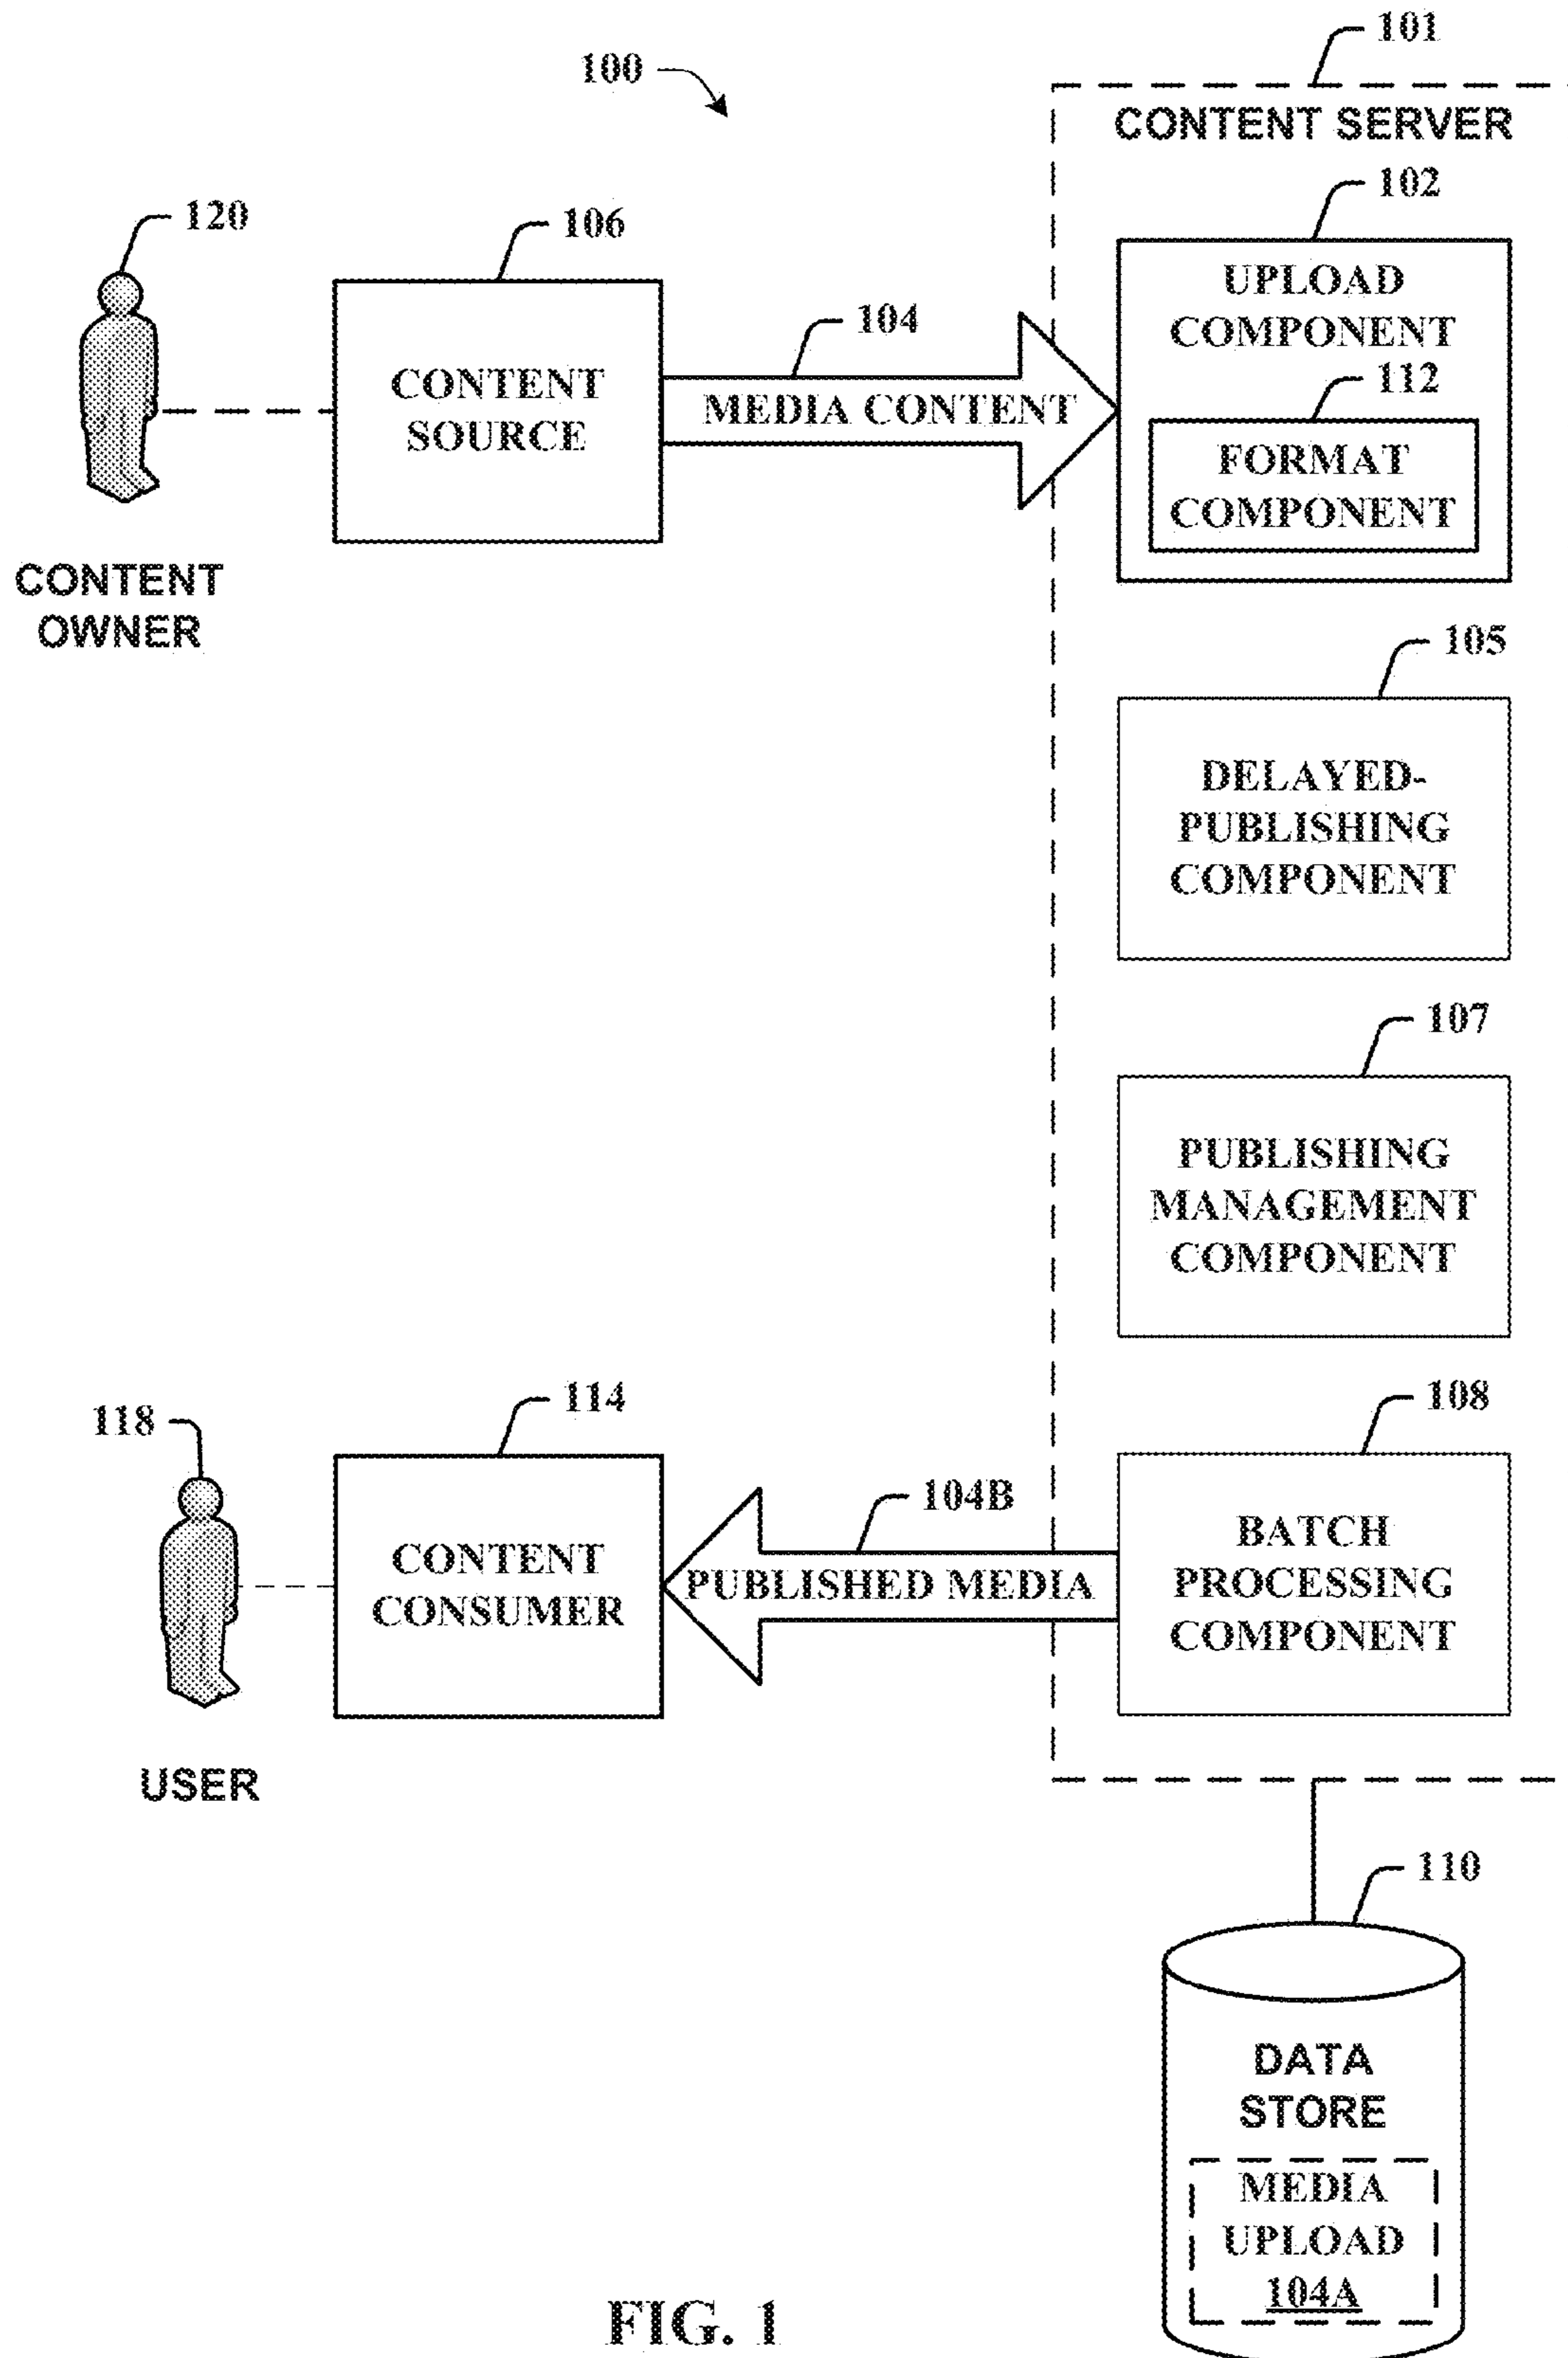 101
100
CONTENT SERVER
102
120
106
UPLOAD
COMPONENT
104
112
CONTENT
SOURCE
MEDIA CONTENT
FORMAT
COMPONENT
CONTENT
OWNER
105
DELAYED-
PUBLISHING
COMPONENT
107
PUBLISHING
MANAGEMENT
COMPONENT
108
114
118
104B
BATCH
PROCESSING
COMPONENT
CONTENT
CONSUMER
PUBLISHED MEDIA
USER
110
DATA
STORE
MEDIA
UPLOAD
104A
FIG. 1